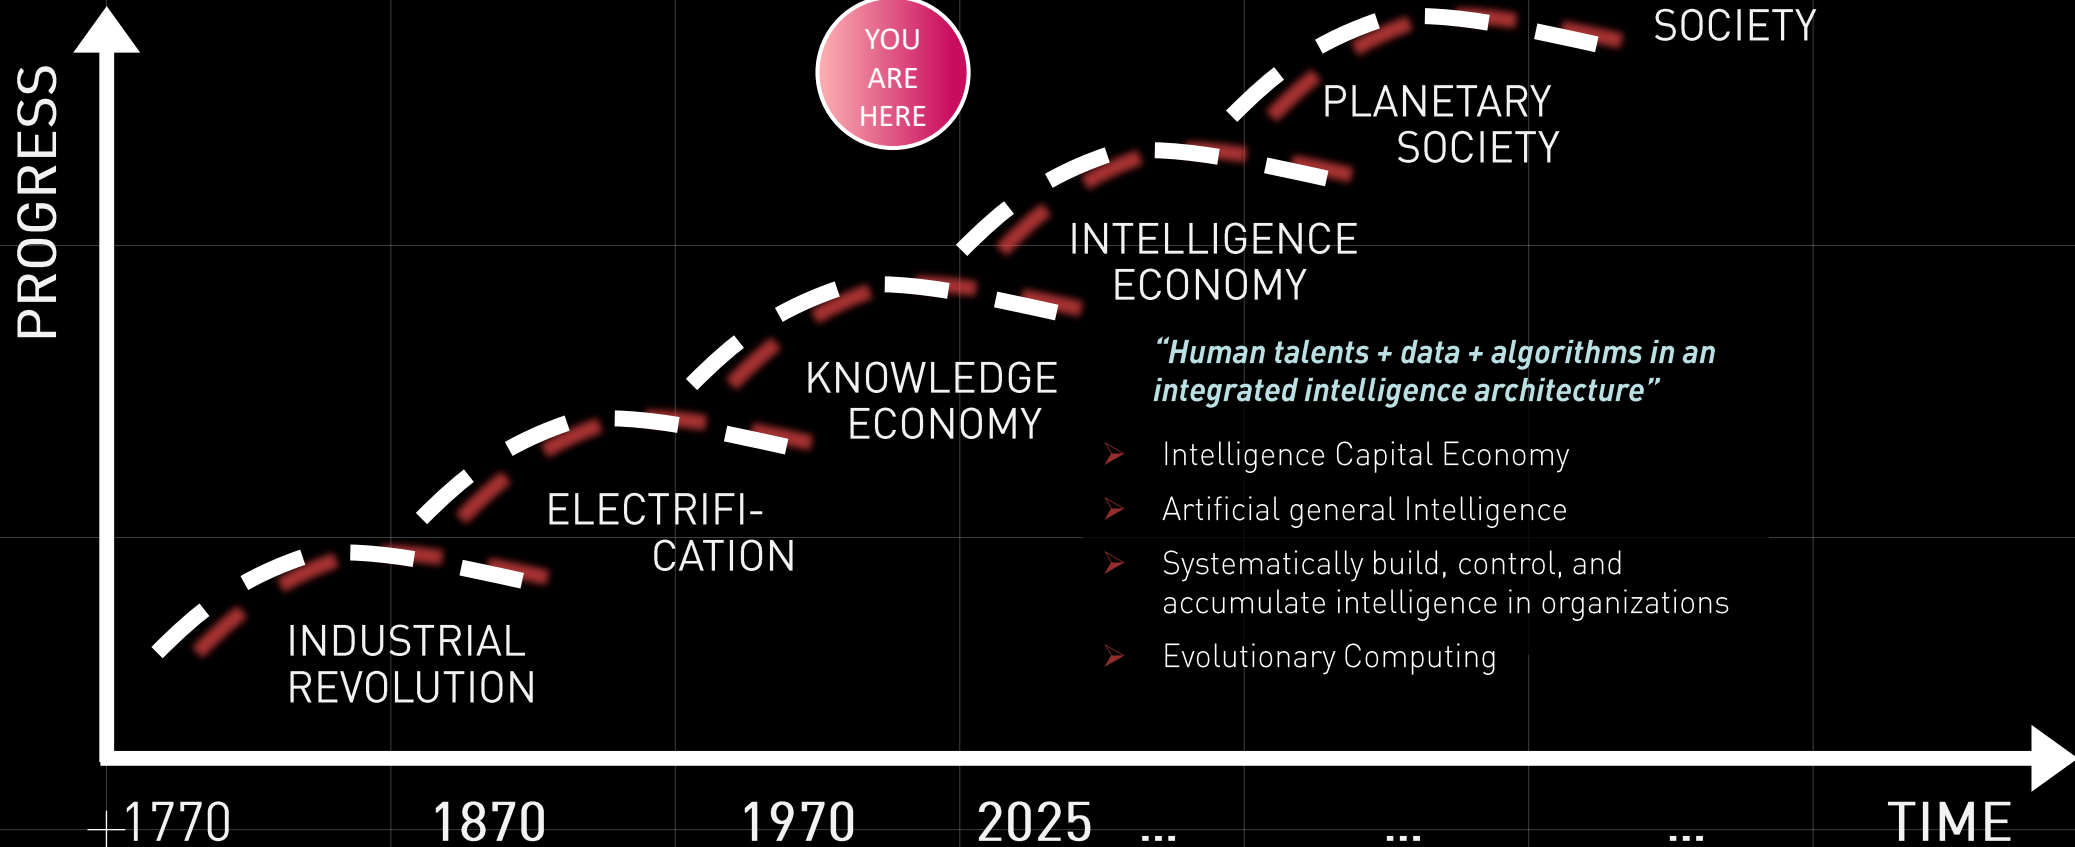 PROGRESS
YOU
ARE
HERE
SOCIETY
PLANETARY
SOCIETY
INTELLIGENCE
ECONOMY
KNOWLEDGE
ECONOMY
“Human talents + data + algorithms in an
integrated intelligence architecture”
Intelligence Capital Economy
Artificial general Intelligence
Systematically build, control, and
accumulate intelligence in organizations
Evolutionary Computing
ELECTRIFI-
CATION
INDUSTRIAL
REVOLUTION
1770 1870 1970 2025 ... ... ... TIME